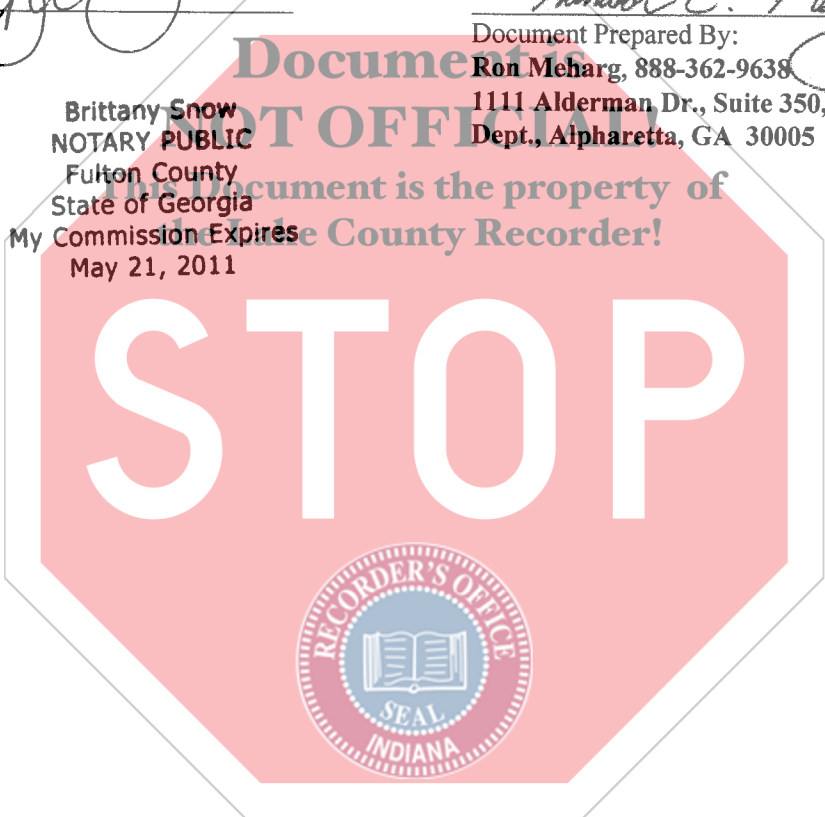 Document Prepared By:
Ron Meharg, 888-362-9638
1111 Alderman Dr., Suite 350,
Dept., Alpharetta, GA 30005
Brittany Snow
NOTARY PUBLIC
Fulton County
State of Georgia
My Commission Expires
May 21, 2011
Document is
NOT OFFICIAL!
This Document is the property of
the Lake County Recorder!
STOP
RECORDER'S OFFICE
SEAL
INDIANA